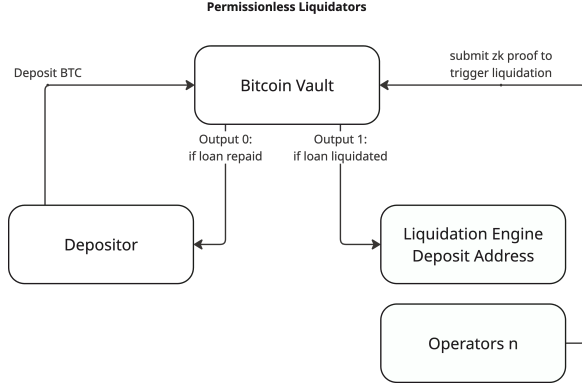 Permissionless Liquidators
Deposit BTC
Bitcoin Vault
submit zk proof to
trigger liquidation
Output 0:
if loan repaid
Output 1:
if loan liquidated
Depositor
Liquidation Engine
Deposit Address
Operators n